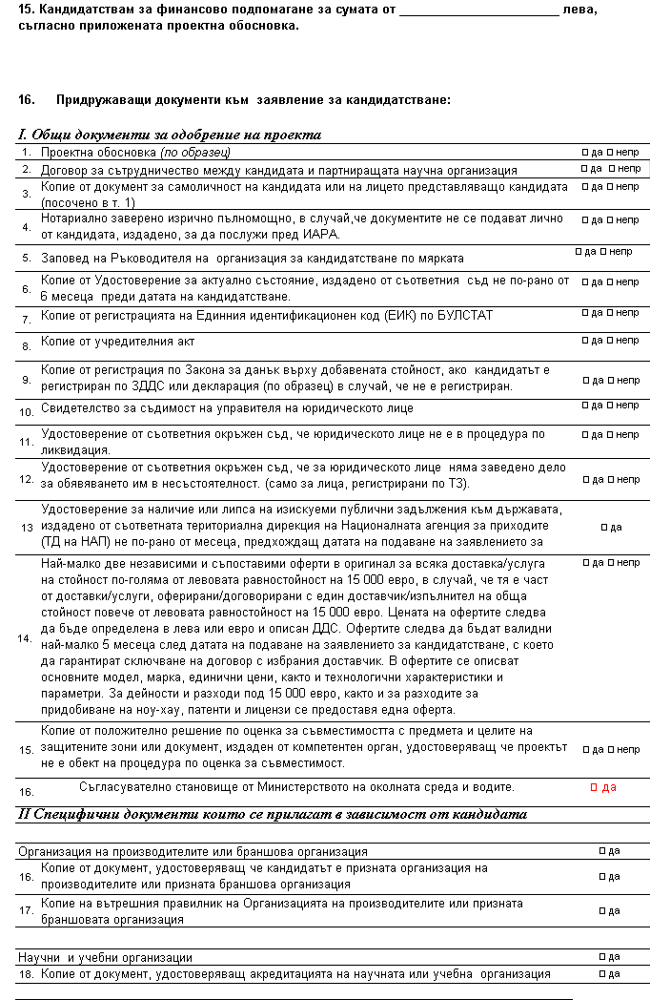 15. Кандидатствам за финансово подпомагане за сумата от ______________________ лева,
съгласно приложената проектна обосновка.
16. Придружаващи документи към заявление за кандидатстване:
I. Общи документи за одобрение на проекта
1. Проектна обосновка (по образец) □ да □ непр
2. Договор за сътрудничество между кандидата и партниращата научна организация □ да □ непр
3. Копие от документ за самоличност на кандидата или на лицето представляващо кандидата □ да □ непр
(посочено в т. 1)
4. Нотариално заверено изрично пълномощно, в случай,че документите не се подават лично □ да □ непр
от кандидата, издадено, за да послужи пред ИАРА.
5. Заповед на Ръководителя на организация за кандидатстване по мярката □ да □ непр
6. Копие от Удостоверение за актуално състояние, издадено от съответния съд не по-рано от □ да □ непр
6 месеца преди датата на кандидатстване.
7. Копие от регистрацията на Единния идентификационен код (ЕИК) по БУЛСТАТ □ да □ непр
8. Копие от учредителния акт □ да □ непр
9. Копие от регистрация по Закона за данък върху добавената стойност, ако кандидатът е □ да □ непр
регистриран по ЗДДС или декларация (по образец) в случай, че не е регистриран.
10. Свидетелство за съдимост на управителя на юридическото лице □ да □ непр
11. Удостоверение от съответния окръжен съд, че юридическото лице не е в процедура по □ да □ непр
ликвидация.
12. Удостоверение от съответния окръжен съд, че за юридическото лице няма заведено дело □ да □ непр
за обявяването им в несъстоятелност. (само за лица, регистрирани по ТЗ).
13 Удостоверение за наличие или липса на изискуеми публични задължения към държавата, □ да
издадено от съответната териториална дирекция на Националната агенция за приходите
(ТД на НАП) не по-рано от месеца, предхождащ датата на подаване на заявлението за
14. Най-малко две независими и съпоставими оферти в оригинал за всяка доставка/услуга □ да □ непр
на стойност по-голяма от левовата равностойност на 15 000 евро, в случай, че тя е част
от доставки/услуги, оферирани/договорирани с един доставчик/изпълнител на обща
стойност повече от левовата равностойност на 15 000 евро. Цената на офертите следва
да бъде определена в лева или евро и описан ДДС. Офертите следва да бъдат валидни
най-малко 5 месеца след датата на подаване на заявлението за кандидатстване, с което
да гарантират сключване на договор с избрания доставчик. В офертите се описват
основните модел, марка, единични цени, както и технологични характеристики и
параметри. За дейности и разходи под 15 000 евро, както и за разходите за
придобиване на ноу-хау, патенти и лицензи се предоставя една оферта.
15. Копие от положително решение по оценка за съвместимостта с предмета и целите на □ да □ непр
защитените зони или документ, издаден от компетентен орган, удостоверяващ че проектът
не е обект на процедура по оценка за съвместимост.
16. Съгласувателно становище от Министерството на околната среда и водите. □ да
II Специфични документи които се прилагат в зависимост от кандидата
Организация на производителите или браншова организация □ да
16. Копие от документ, удостоверяващ че кандидатът е призната организация на □ да
производителите или призната браншова организация
17. Копие на вътрешния правилник на Организацията на производителите или призната □ да
браншовата организация
Научни и учебни организации □ да
18. Копие от документ, удостоверяващ акредитацията на научната или учебна организация □ да